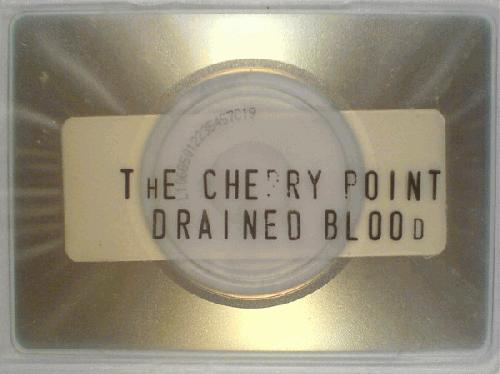 THE CHERRY POINT
DRAINED BLOOD